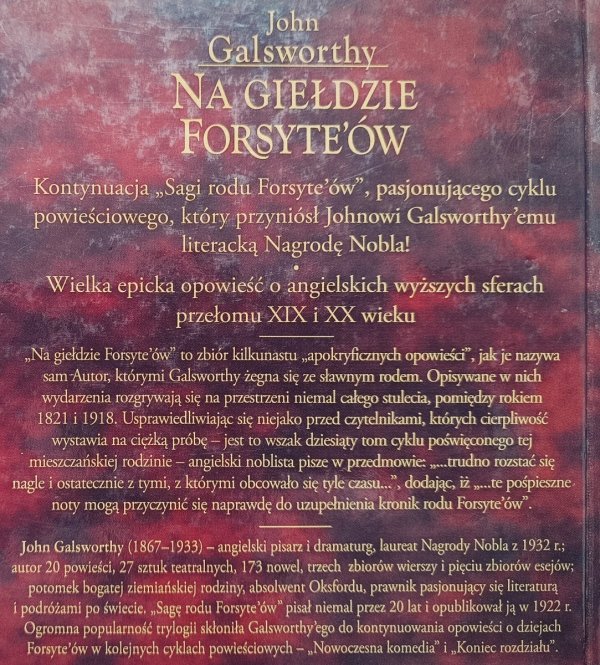 John
Galsworthy
NA GIEŁDZIE
FORSYTE'ÓW
Kontynuacja „Sagi rodu Forsyte'ów”, pasjonującego cyklu
powieściowego, który przyniósł Johnowi Galsworthy'emu
literacką Nagrodę Nobla!
•
Wielka epicka opowieść o angielskich wyższych sferach
przełomu XIX i XX wieku
„Na giełdzie Forsyte'ów” to zbiór kilkunastu „apokryficznych opowieści”, jak je nazywa
sam Autor, którymi Galsworthy żegna się ze sławnym rodem. Opisywane w nich
wydarzenia rozgrywają się na przestrzeni niemal całego stulecia, pomiędzy rokiem
1821 i 1918. Usprawiedliwiając się niejako przed czytelnikami, których cierpliwość
wystawia na ciężką próbę – jest to wszak dziesiąty tom cyklu poświęconego tej
mieszczańskiej rodzinie – angielski noblista pisze w przedmowie: „...trudno rozstać się
nagle i ostatecznie z tymi, z którymi obcowało się tyle czasu...”, dodając, iż „...te pośpieszne
noty mogą przyczynić się naprawdę do uzupełnienia kronik rodu Forsyte'ów”.
John Galsworthy (1867–1933) – angielski pisarz i dramaturg, laureat Nagrody Nobla z 1932 r.;
autor 20 powieści, 27 sztuk teatralnych, 173 nowel, trzech zbiorów wierszy i pięciu zbiorów esejów;
potomek bogatej ziemiańskiej rodziny, absolwent Oksfordu, prawnik pasjonujący się literaturą
i podróżami po świecie. „Sagę rodu Forsyte'ów” pisał niemal przez 20 lat i opublikował ją w 1922 r.
Ogromna popularność trylogii skłoniła Galsworthy'ego do kontynuowania opowieści o dziejach
Forsyte'ów w kolejnych cyklach powieściowych – „Nowoczesna komedia” i „Koniec rozdziału”.